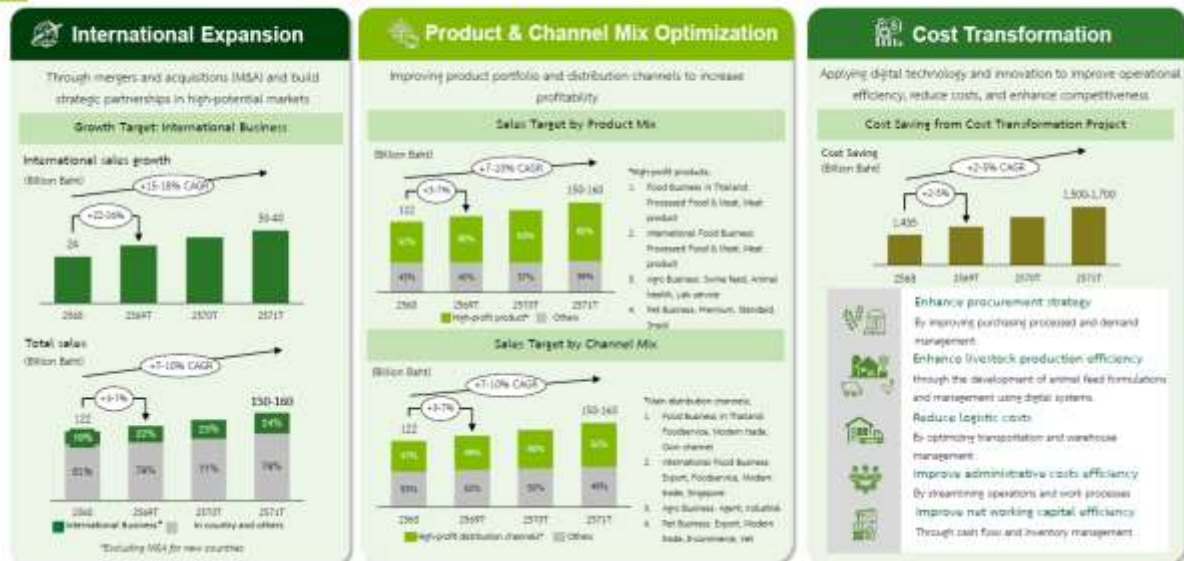 International Expansion
Through mergers and acquisitions (M&A) and build
strategic partnerships in high-potential markets
Growth Target: International Business
International sales growth
(Billion Baht)
+15-18% CAGR
24
2568
2569T
2570T
2571T
Total sales
(Billion Baht)
+7-10% CAGR
+3-7%
122
150-160
19%
22%
23%
24%
81%
78%
77%
76%
2568
2569T
2570T
2571T
International Business*
In country and others
*Excluding M&A for new countries
Product & Channel Mix Optimization
Improving product portfolio and distribution channels to increase
profitability
Sales Target by Product Mix
(Billion Baht)
+7-10% CAGR
+3-7%
122
150-160
2568
2569T
2570T
2571T
High-profit product*
Others
*High-profit products;
1. Food Business in Thailand:
Processed Food & Meat, Meat
product
2. International Food Business:
Processed Food & Meat, Meat
product
3. Agro Business: Swine feed, Animal
health, Lab service
4. Pet Business: Premium, Standard,
Snack
Sales Target by Channel Mix
(Billion Baht)
+7-10% CAGR
+3-7%
122
150-160
2568
2569T
2570T
2571T
High-profit distribution channels*
Others
*Main distribution channels;
1. Food Business in Thailand:
Foodservice, Modern trade,
Own channel
2. International Food Business:
Export, Foodservice, Modern
trade, Singapore
3. Agro Business: Agent, Industrial
4. Pet Business: Export, Modern
trade, E-commerce, Vet
Cost Transformation
Applying digital technology and innovation to improve operational
efficiency, reduce costs, and enhance competitiveness
Cost Saving from Cost Transformation Project
Cost Saving
+2-5% CAGR
+2-5%
1,500-1,700
2568
2569T
2570T
2571T
Enhance procurement strategy
By improving purchasing processed and demand
management
Enhance livestock production efficiency
through the development of animal feed formulations
and management using digital systems.
Reduce logistic costs
By optimizing transportation and warehouse
management
Improve administrative costs efficiency
By streamlining operations and work processes
Improve net working capital efficiency
Through cash flow and inventory management